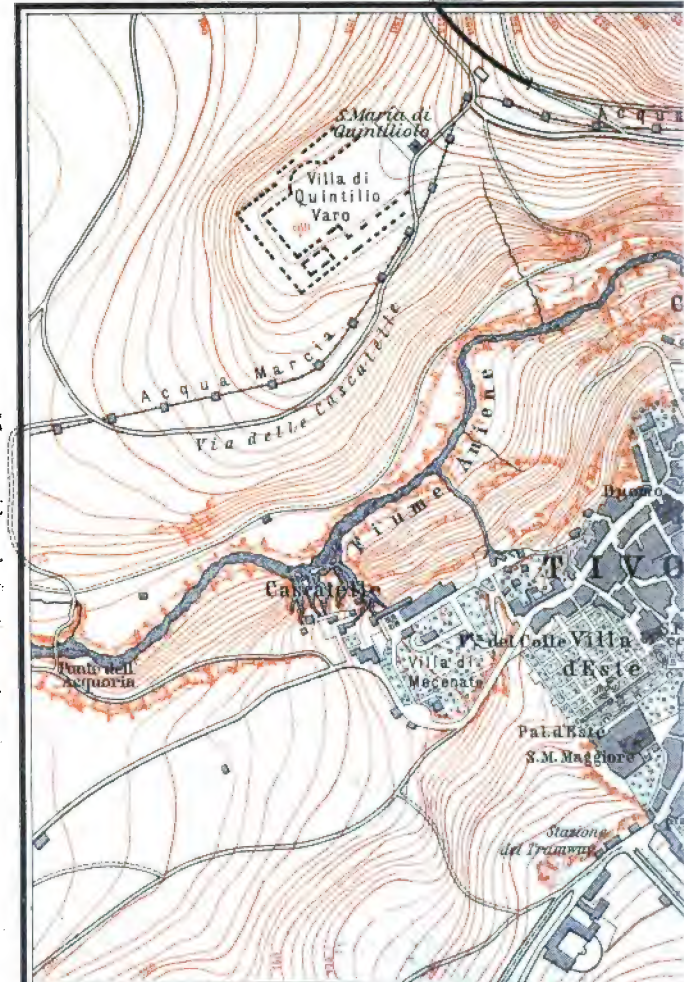 S. Maria di
Quintiliolo
Acqua
Villa di
Quintilio
Varo
Acqua Marcia
Via delle Cascatelle
Fiume Aniene
Duomo
TIVO
Cascatelle
Pa. del Colle
Villa
d'Este
Villa di
Mecenate
Ponte dell'
Acquoria
Pal. d'Este
S. M. Maggiore
Stazione
del Tramway